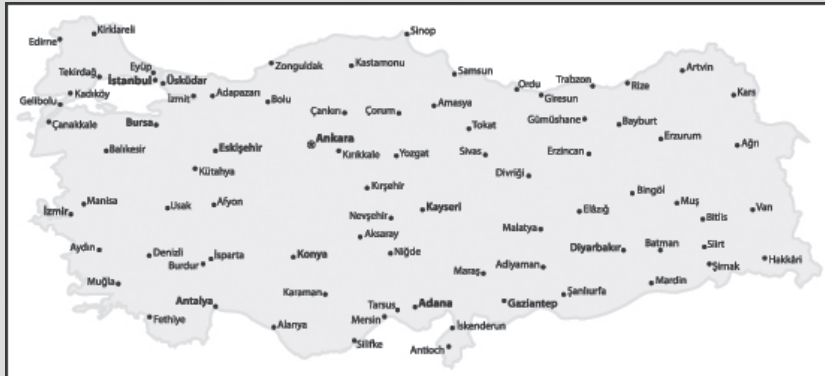 Kirklareli
Edirne
Sinop
Zonguldak
Kastamonu
Eyüp
Tekirdağ
İstanbul
Üsküdar
Samsun
Artvin
Trabzon
Rize
Ordu
Giresun
Kars
Kadıköy
Gelibolu
İzmit
Adapazarı
Bolu
Çankırı
Çorum
Amasya
Çanakkale
Bursa
Tokat
Gümüshane
Bayburt
Erzurum
Ankara
Ağrı
Balıkesir
Eskişehir
Kırıkkale
Yozgat
Sivas
Erzincan
Kütahya
Divriği
Kırşehir
Bingöl
Manisa
İzmir
Usak
Afyon
Nevşehir
Kayseri
Elâzığ
Muş
Bitlis
Van
Aksaray
Malatya
Aydın
Denizli
Burdur
Isparta
Konya
Niğde
Diyarbakır
Batman
Siirt
Maraş
Adiyaman
Şırnak
Hakkâri
Muğla
Karaman
Mardin
Antalya
Tarsus
Adana
Gaziantep
Şanlıurfa
Fethiye
Alanya
Mersin
İskenderun
Silifke
Antioch